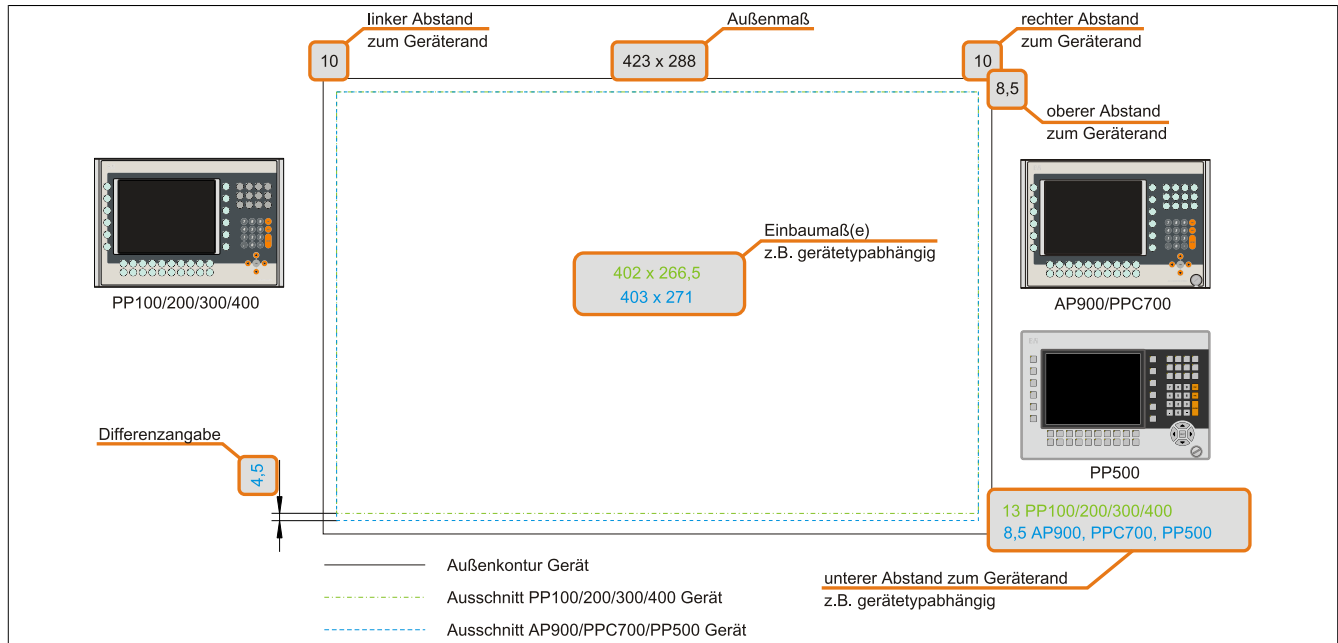 linker Abstand
zum Geräterand
10
Außenmaß
423 x 288
rechter Abstand
zum Geräterand
10
8,5
oberer Abstand
zum Geräterand
PP100/200/300/400
Einbaumaß(e)
z.B. gerätetypabhängig
402 x 266,5
403 x 271
AP900/PPC700
PP500
Differenzangabe
4,5
13 PP100/200/300/400
8,5 AP900, PPC700, PP500
unterer Abstand zum Geräterand
z.B. gerätetypabhängig
Außenkontur Gerät
Ausschnitt PP100/200/300/400 Gerät
Ausschnitt AP900/PPC700/PP500 Gerät